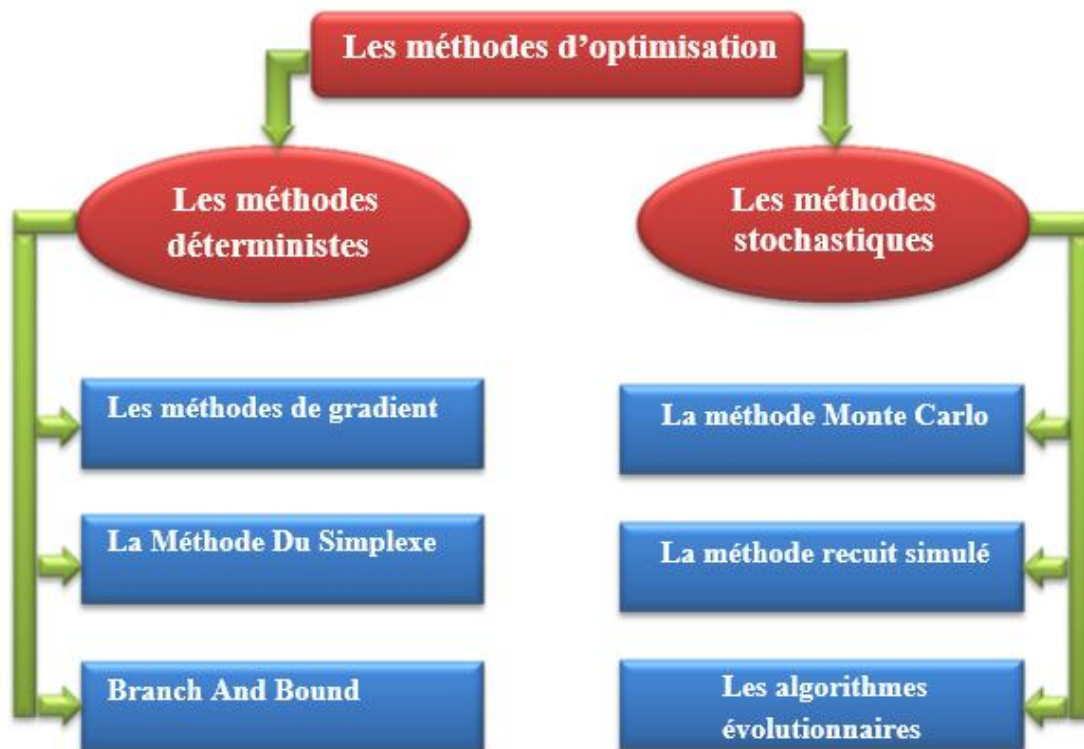 Les méthodes d’optimisation
Les méthodes
déterministes
Les méthodes
stochastiques
Les méthodes de gradient
La Méthode Du Simplexe
Branch And Bound
La méthode Monte Carlo
La méthode recuit simulé
Les algorithmes
évolutionnaires